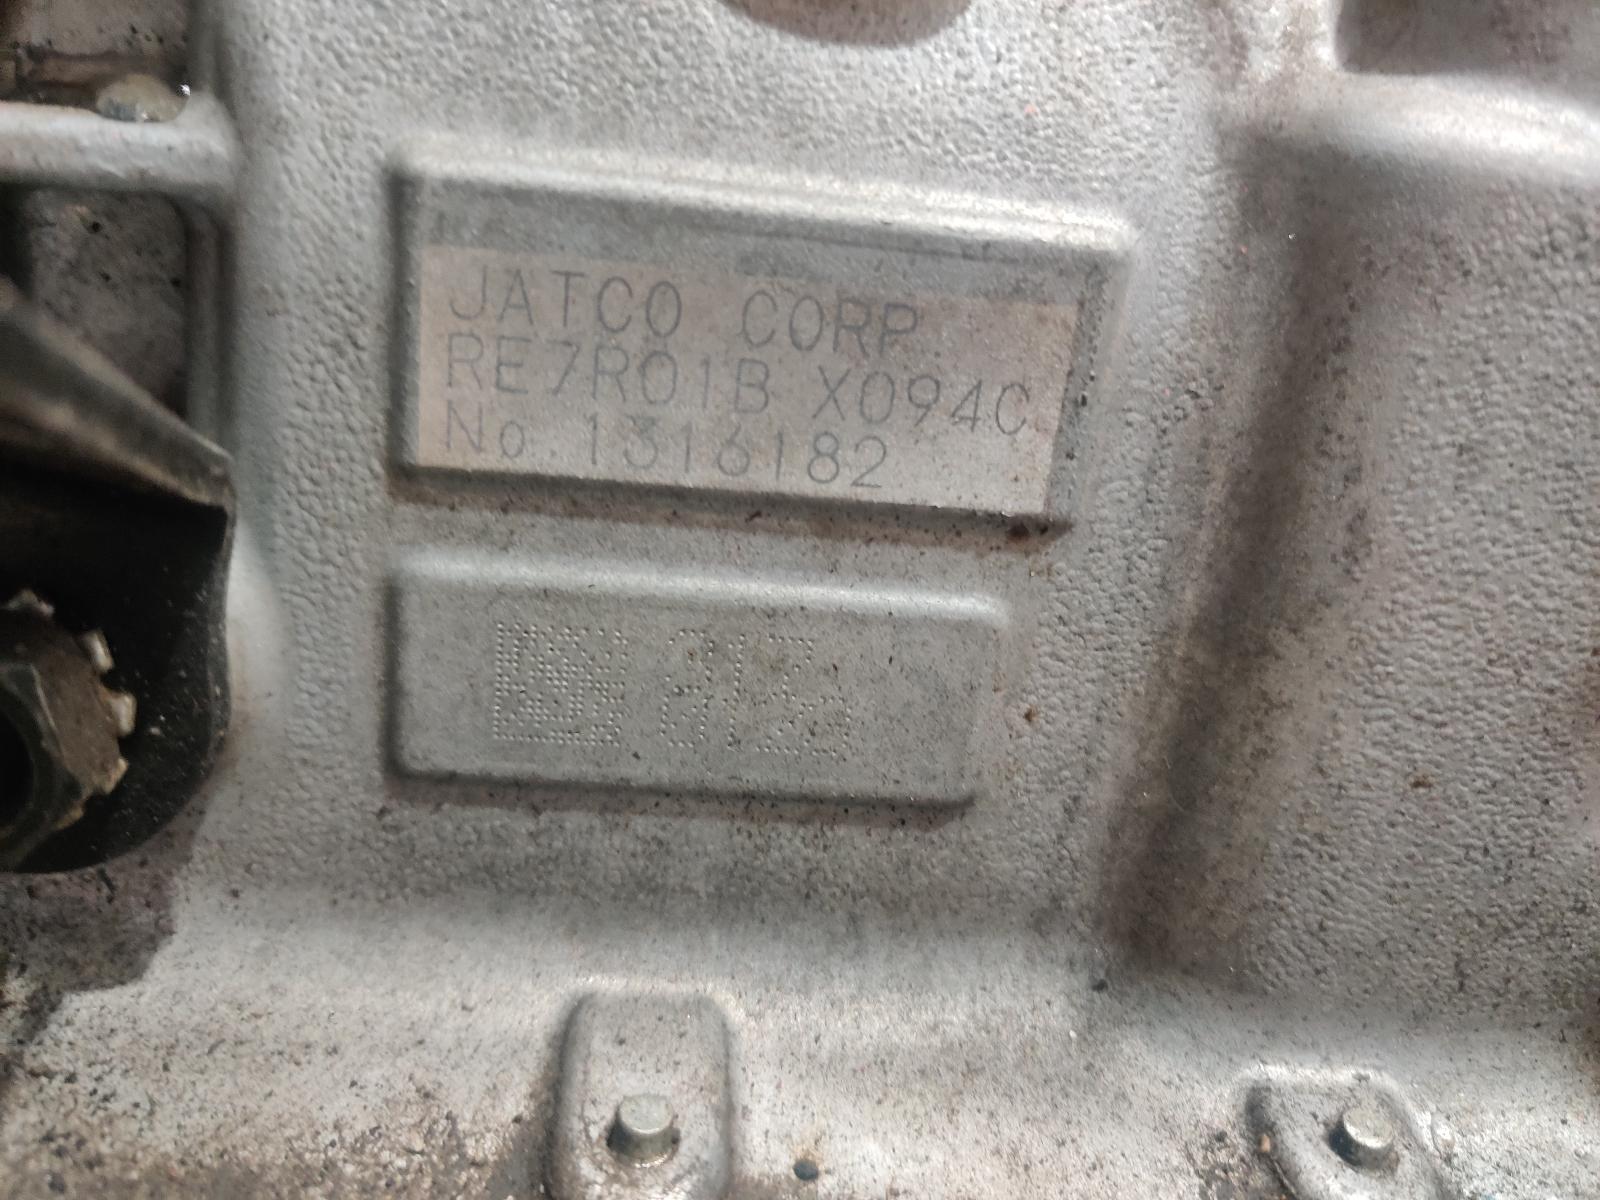 JATCO CORP.
RE7R01B X094C
No. 1316182